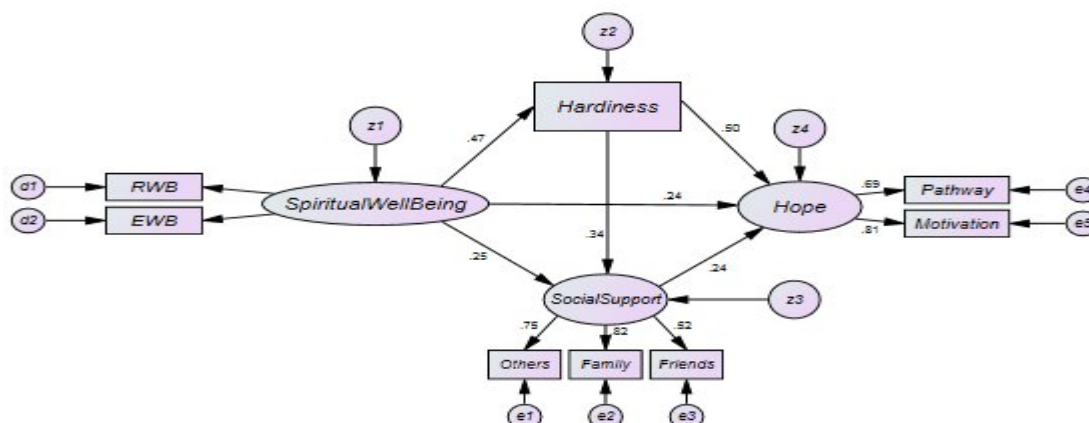 z2
Hardiness
z1
z4
.47
.50
d1
RWB
d2
EWB
SpiritualWellBeing
.24
Hope
.69
Pathway
e4
.81
Motivation
e5
.34
.25
.24
SocialSupport
z3
.75
.82
.52
Others
Family
Friends
e1
e2
e3